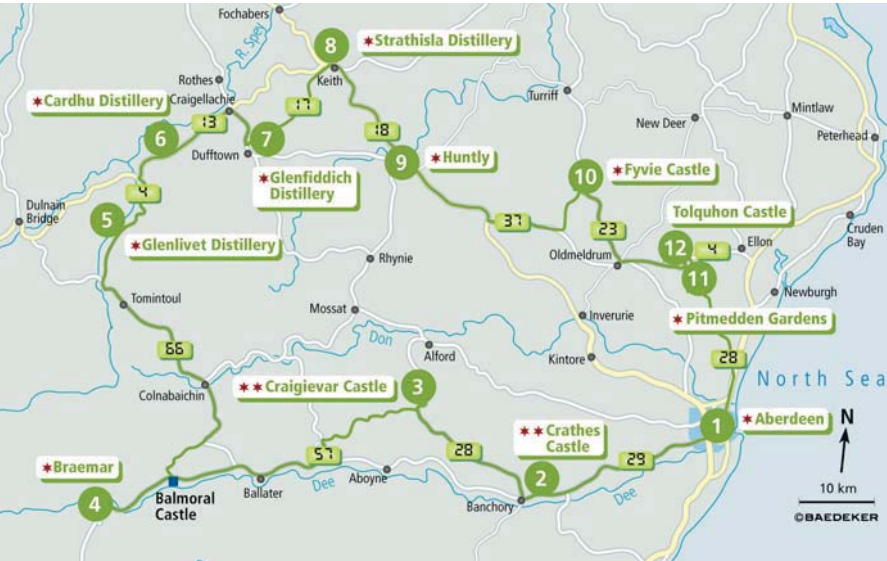 Fochabers
R. Spey
8
✶Strathisla Distillery
Keith
Rothes
✶Cardhu Distillery
Craigellachie
17
13
Turriff
Mintlaw
New Deer
Peterhead
18
6
7
Dufftown
9
✶Huntly
10
✶Fyvie Castle
✶Glenfiddich
Distillery
4
Dulnain
Bridge
5
✶Glenlivet Distillery
37
23
Tolquhon Castle
12
4
Ellon
Cruden
Bay
Oldmeldrum
11
Rhynie
Newburgh
Tomintoul
Mossat
Inverurie
✶Pitmedden Gardens
Don
66
Alford
Kintore
28
North Sea
Colnabaichin
✶✶Craigievar Castle
3
1
✶Aberdeen
N
✶✶Crathes
Castle
57
28
29
✶Braemar
4
Balmoral
Castle
Ballater
Dee
Aboyne
2
Banchory
Dee
10 km
©BAEDEKER